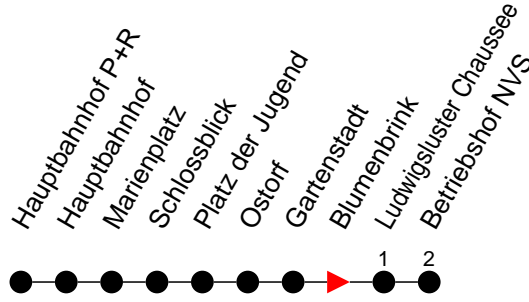 Hauptbahnhof P+R
Hauptbahnhof
Marienplatz
Schlossblick
Platz der Jugend
Ostorf
Gartenstadt
Blumenbrink
Ludwigsluster Chaussee
Betriebshof NVS
1
2